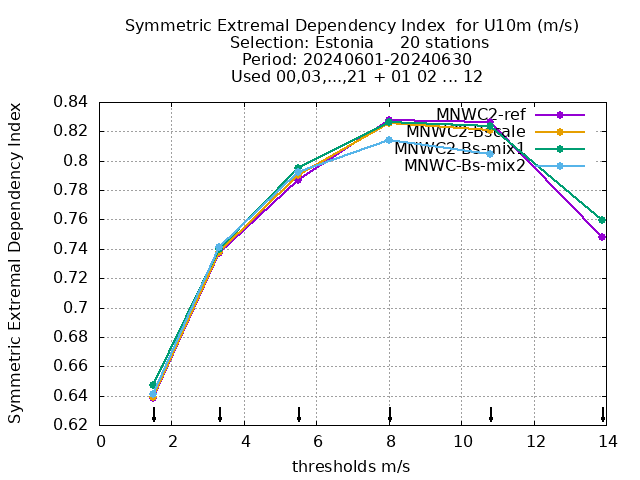 Symmetric Extremal Dependency Index  for U10m (m/s)
Selection: Estonia     20 stations
Period: 20240601-20240630
Used 00,03,...,21 + 01 02 ... 12
Symmetric Extremal Dependency Index
0.84
0.82
0.8
0.78
0.76
0.74
0.72
0.7
0.68
0.66
0.64
0.62
MNWC2-ref
MNWC2-Bscale
MNWC2-Bs-mix1
MNWC-Bs-mix2
0 2 4 6 8 10 12 14
thresholds m/s